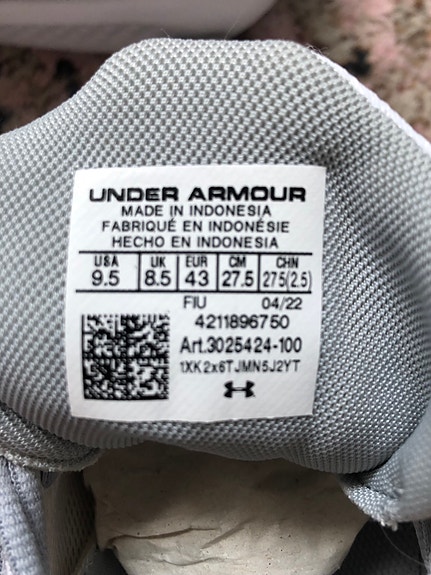 UNDER ARMOUR
MADE IN INDONESIA
FABRIQUÉ EN INDONÉSIE
HECHO EN INDONESIA
USA UK EUR CM CHN
9.5 8.5 43 27.5 275(2.5)
FIU 04/22
4211896750
Art.3025424-100
1XK2x6TJMN5J2YT